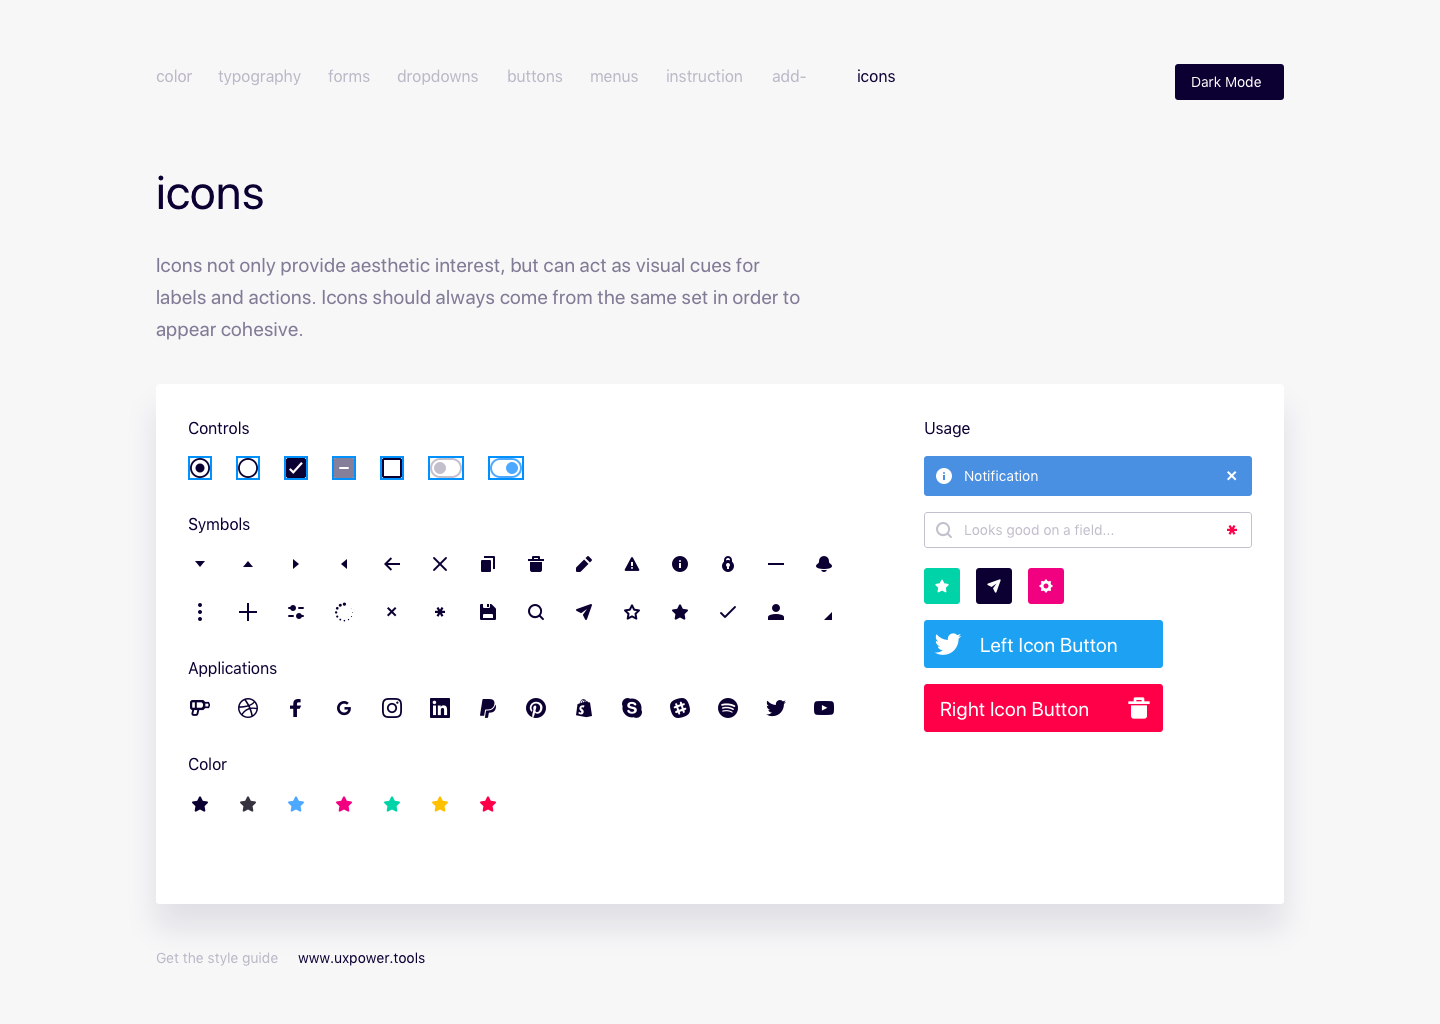 color typography forms dropdowns buttons menus instruction add- icons
Dark Mode
icons
Icons not only provide aesthetic interest, but can act as visual cues for
labels and actions. Icons should always come from the same set in order to
appear cohesive.
Controls
Symbols
Applications
Color
Usage
Notification
Looks good on a field...
Left Icon Button
Right Icon Button
Get the style guide www.uxpower.tools